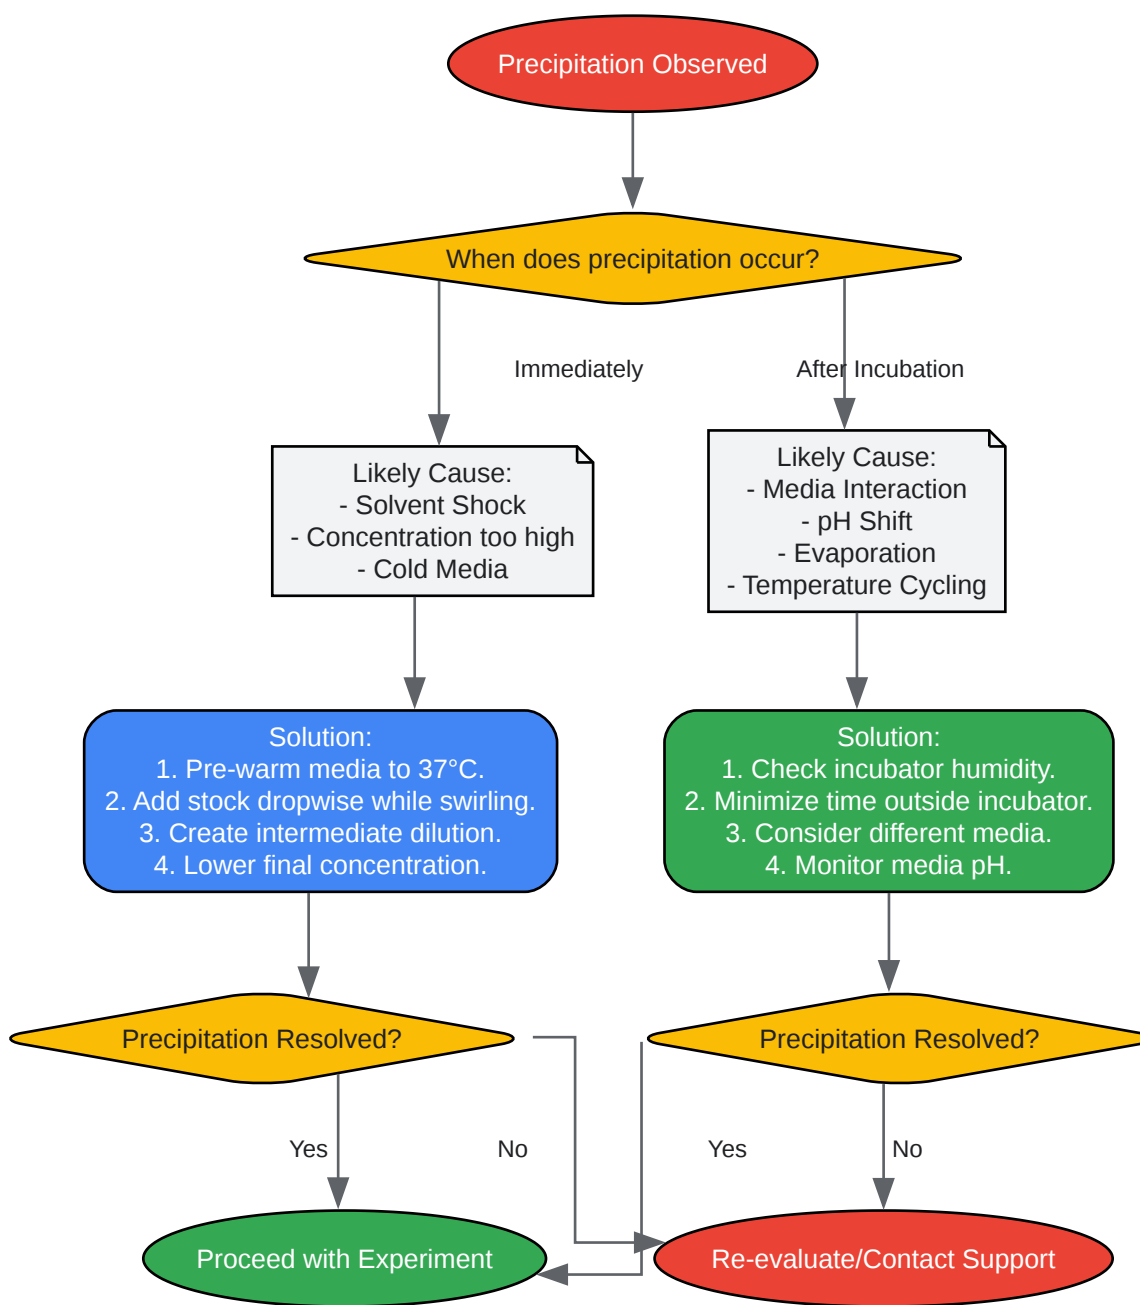 Precipitation Observed
When does precipitation occur?
Immediately
After Incubation
Likely Cause:
- Solvent Shock
- Concentration too high
- Cold Media
Likely Cause:
- Media Interaction
- pH Shift
- Evaporation
- Temperature Cycling
Solution:
1. Pre-warm media to 37°C.
2. Add stock dropwise while swirling.
3. Create intermediate dilution.
4. Lower final concentration.
Solution:
1. Check incubator humidity.
2. Minimize time outside incubator.
3. Consider different media.
4. Monitor media pH.
Precipitation Resolved?
Precipitation Resolved?
Yes
No
Yes
No
Proceed with Experiment
Re-evaluate/Contact Support